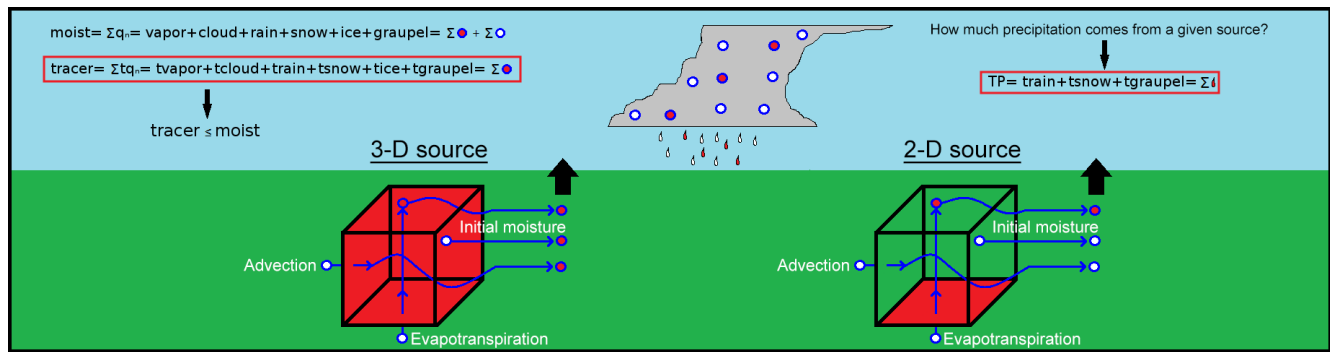 moist= Σqₙ= vapor+cloud+rain+snow+ice+graupel= Σ + Σ
tracer= Σtqₙ= tvapor+tcloud+train+tsnow+tice+tgraupel= Σ
tracer ≤ moist
How much precipitation comes from a given source?
TP= train+tsnow+tgraupel= Σ
3-D source
Initial moisture
Advection
Evapotranspiration
2-D source
Initial moisture
Advection
Evapotranspiration